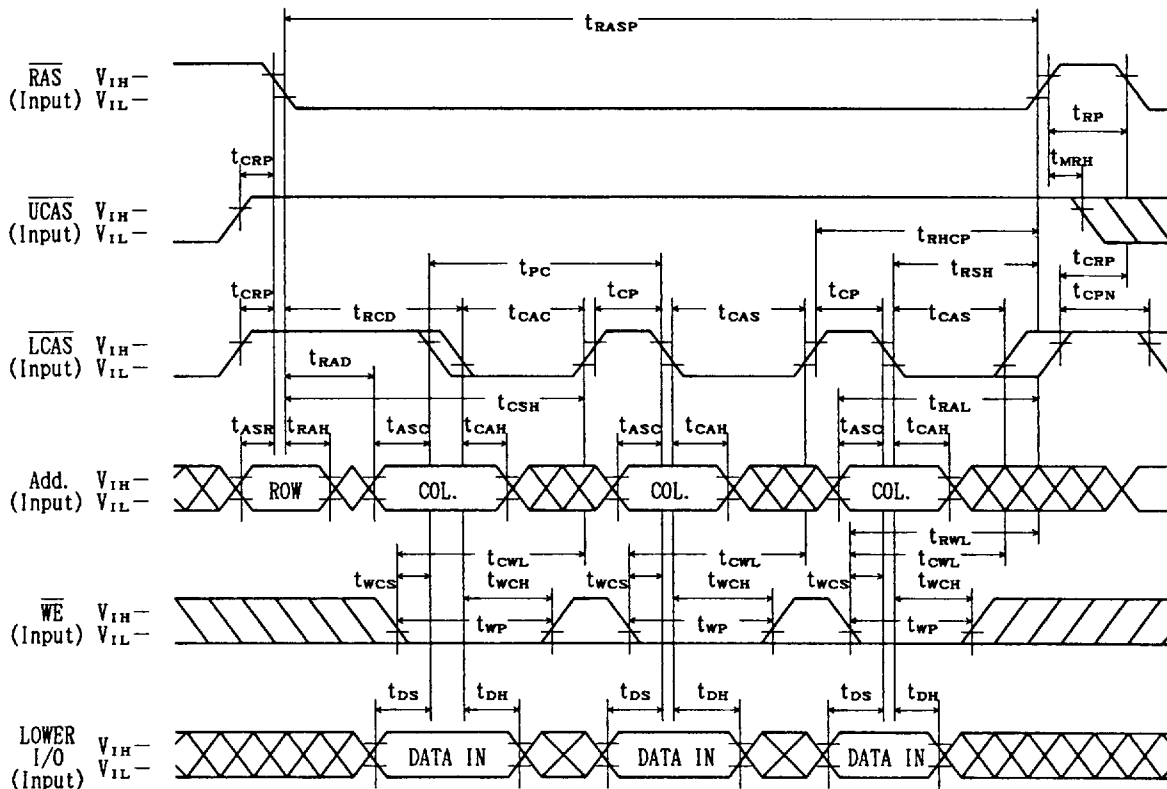 tRASP
RAS VIH
(Input) VIL
tRP
tCRP tMRH
UCAS VIH
(Input) VIL
tRHCP
tPC tRSH tCRP
tCRP tRCD tCAC tCP tCAS tCP tCAS tCPN
LCAS VIH
(Input) VIL
tRAD
tCSH tRAL
tASR tRAH tASC tCAH tASC tCAH tASC tCAH
Add. VIH
(Input) VIL
ROW COL. COL. COL.
tRWL
tCWL tCWL tCWL
tWCS tWCH tWCS tWCH tWCS tWCH
WE VIH
(Input) VIL
tWP tWP tWP
tDS tDH tDS tDH tDS tDH
LOWER
I/O VIH
(Input) VIL
DATA IN DATA IN DATA IN